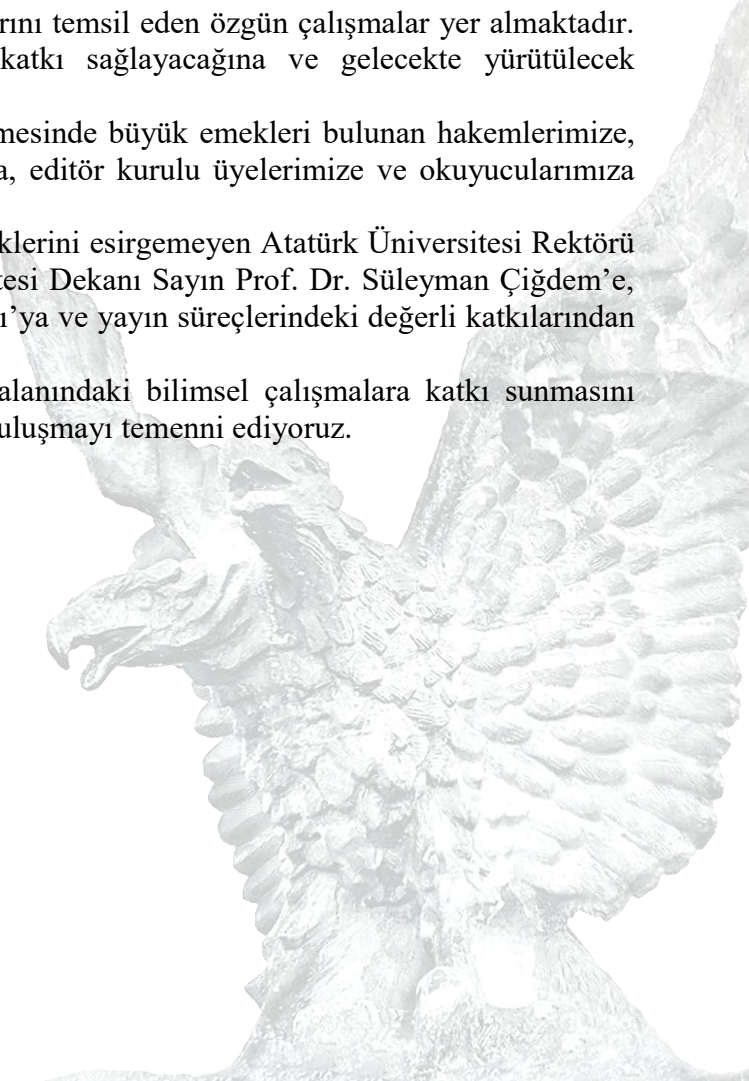 rını temsil eden özgün çalışmalar yer almaktadır.
katkı sağlayacağına ve gelecekte yürütülecek
mesinde büyük emekleri bulunan hakemlerimize,
a, editör kurulu üyelerimize ve okuyucularımıza
klerini esirgemeyen Atatürk Üniversitesi Rektörü
tesi Dekanı Sayın Prof. Dr. Süleyman Çiğdem’e,
ı’ya ve yayın süreçlerindeki değerli katkılarından
alanındaki bilimsel çalışmalara katkı sunmasını
uluşmayı temenni ediyoruz.